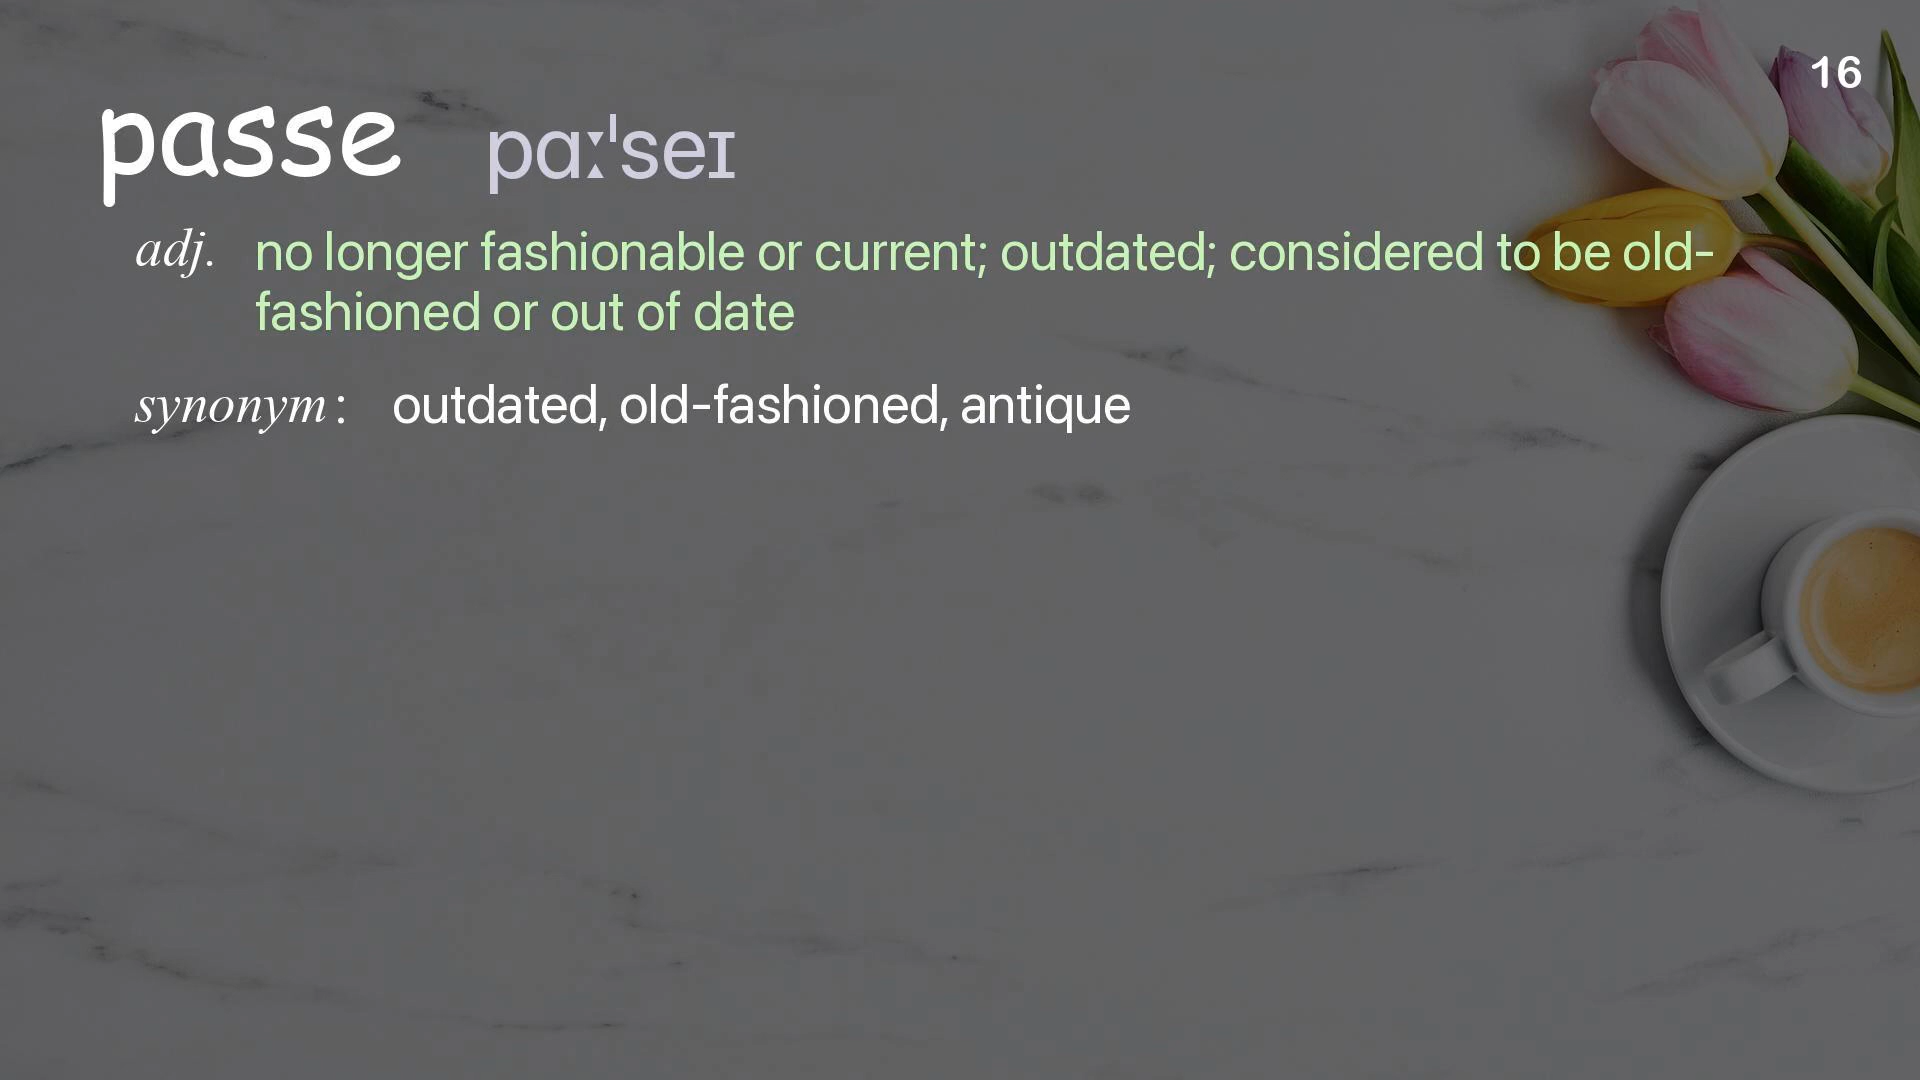 16
passe pɑːˈseɪ
adj. no longer fashionable or current; outdated; considered to be old-
fashioned or out of date
synonym : outdated, old-fashioned, antique